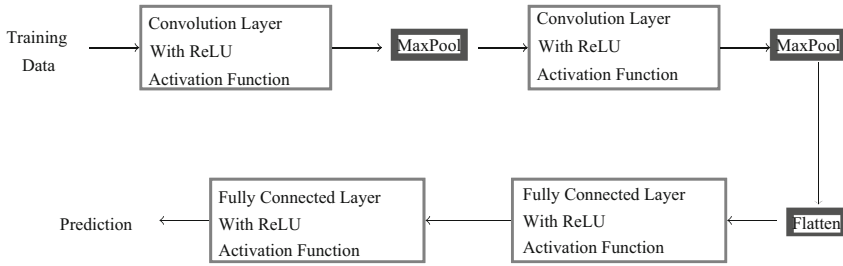 Training
Data
Convolution Layer
With ReLU
Activation Function
MaxPool
Convolution Layer
With ReLU
Activation Function
MaxPool
Flatten
Fully Connected Layer
With ReLU
Activation Function
Fully Connected Layer
With ReLU
Activation Function
Prediction